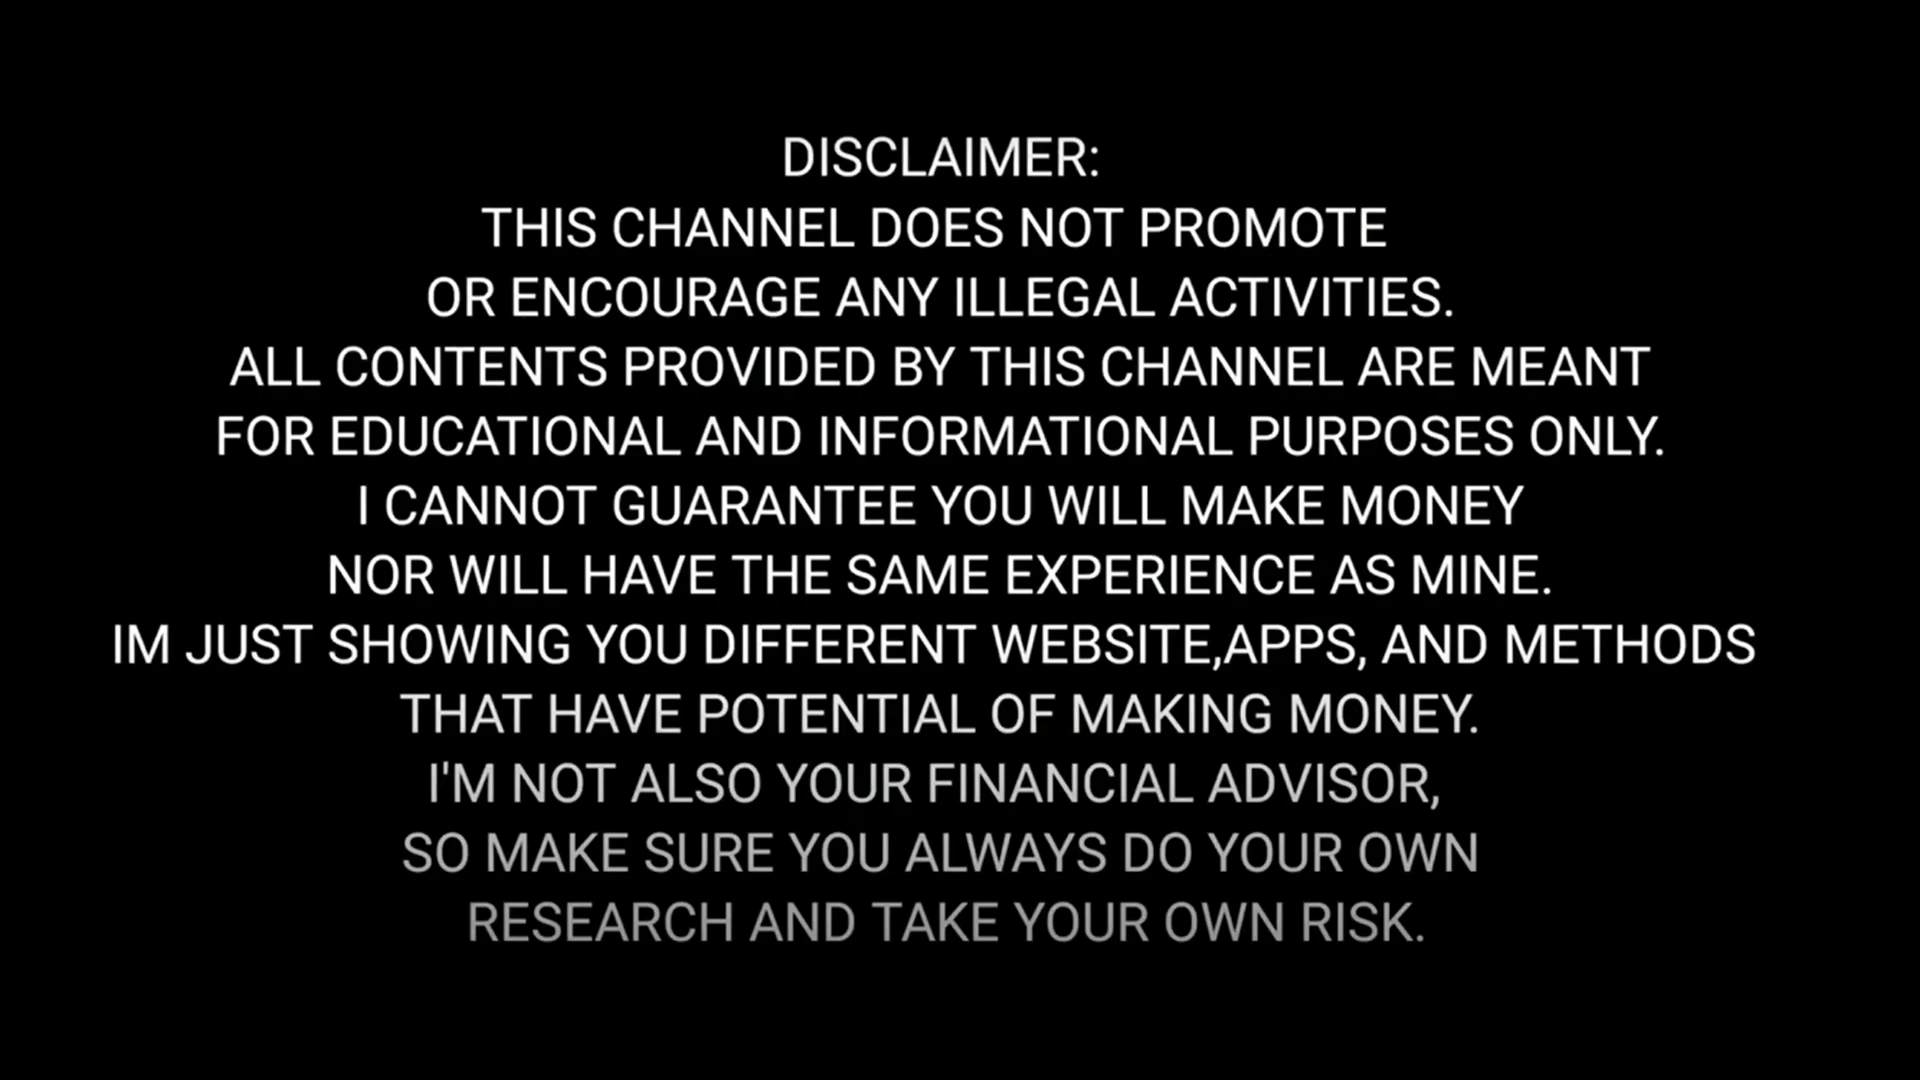 DISCLAIMER:
THIS CHANNEL DOES NOT PROMOTE
OR ENCOURAGE ANY ILLEGAL ACTIVITIES.
ALL CONTENTS PROVIDED BY THIS CHANNEL ARE MEANT
FOR EDUCATIONAL AND INFORMATIONAL PURPOSES ONLY.
I CANNOT GUARANTEE YOU WILL MAKE MONEY
NOR WILL HAVE THE SAME EXPERIENCE AS MINE.
IM JUST SHOWING YOU DIFFERENT WEBSITE,APPS, AND METHODS
THAT HAVE POTENTIAL OF MAKING MONEY.
I'M NOT ALSO YOUR FINANCIAL ADVISOR,
SO MAKE SURE YOU ALWAYS DO YOUR OWN
RESEARCH AND TAKE YOUR OWN RISK.